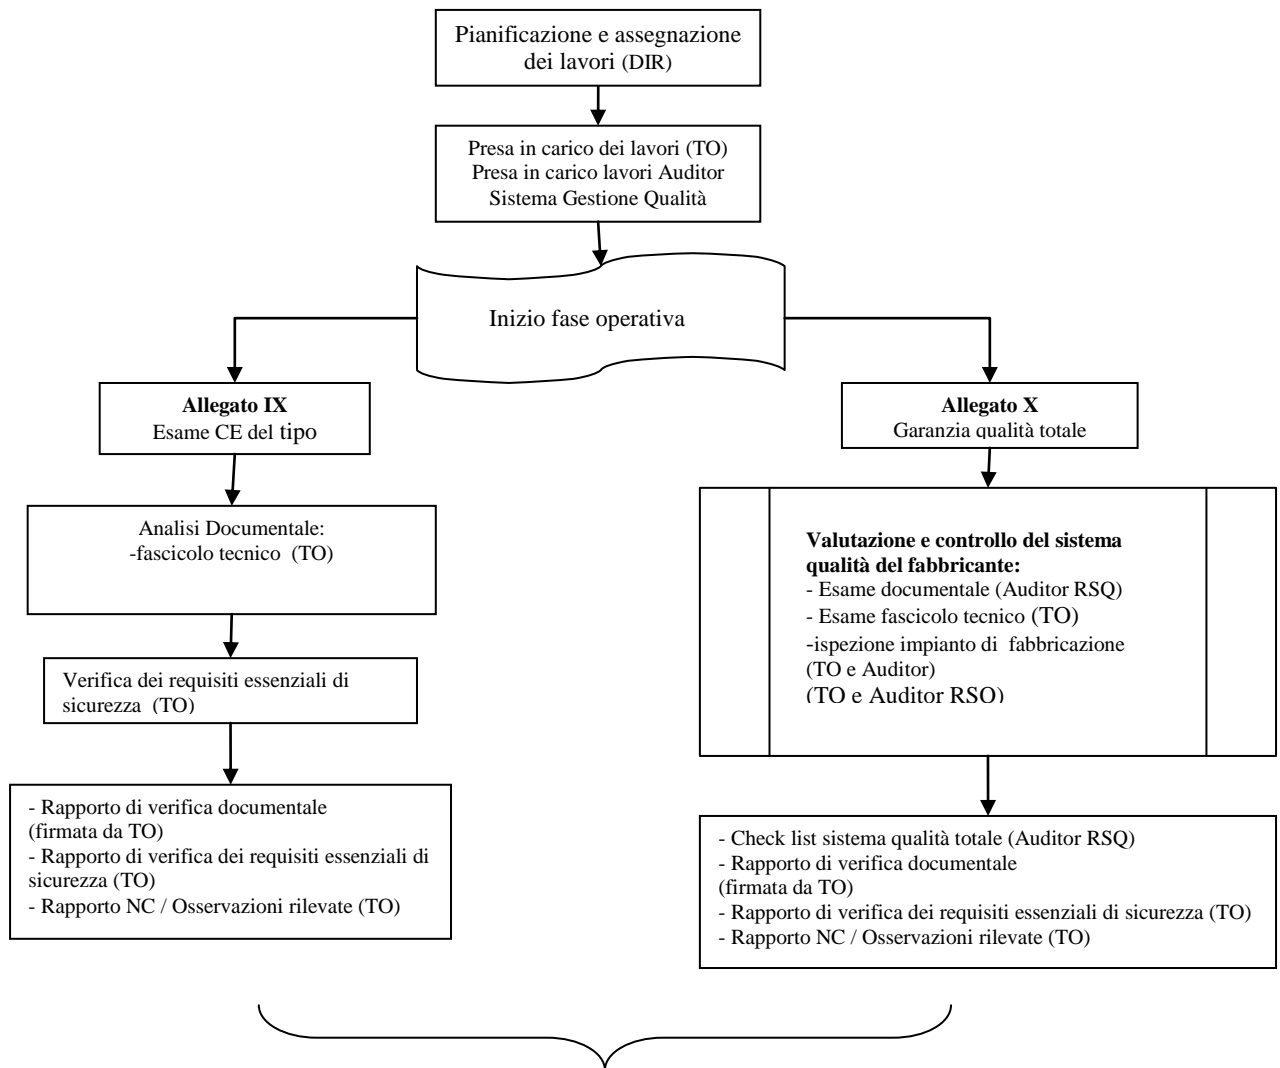 Pianificazione e assegnazione
dei lavori (DIR)
Presa in carico dei lavori (TO)
Presa in carico lavori Auditor
Sistema Gestione Qualità
Inizio fase operativa
Allegato IX
Esame CE del tipo
Analisi Documentale:
-fascicolo tecnico (TO)
Verifica dei requisiti essenziali di
sicurezza (TO)
- Rapporto di verifica documentale
(firmata da TO)
- Rapporto di verifica dei requisiti essenziali di
sicurezza (TO)
- Rapporto NC / Osservazioni rilevate (TO)
Allegato X
Garanzia qualità totale
Valutazione e controllo del sistema
qualità del fabbricante:
- Esame documentale (Auditor RSQ)
- Esame fascicolo tecnico (TO)
-ispezione impianto di fabbricazione
(TO e Auditor)
(TO e Auditor RSQ)
- Check list sistema qualità totale (Auditor RSQ)
- Rapporto di verifica documentale
(firmata da TO)
- Rapporto di verifica dei requisiti essenziali di sicurezza (TO)
- Rapporto NC / Osservazioni rilevate (TO)